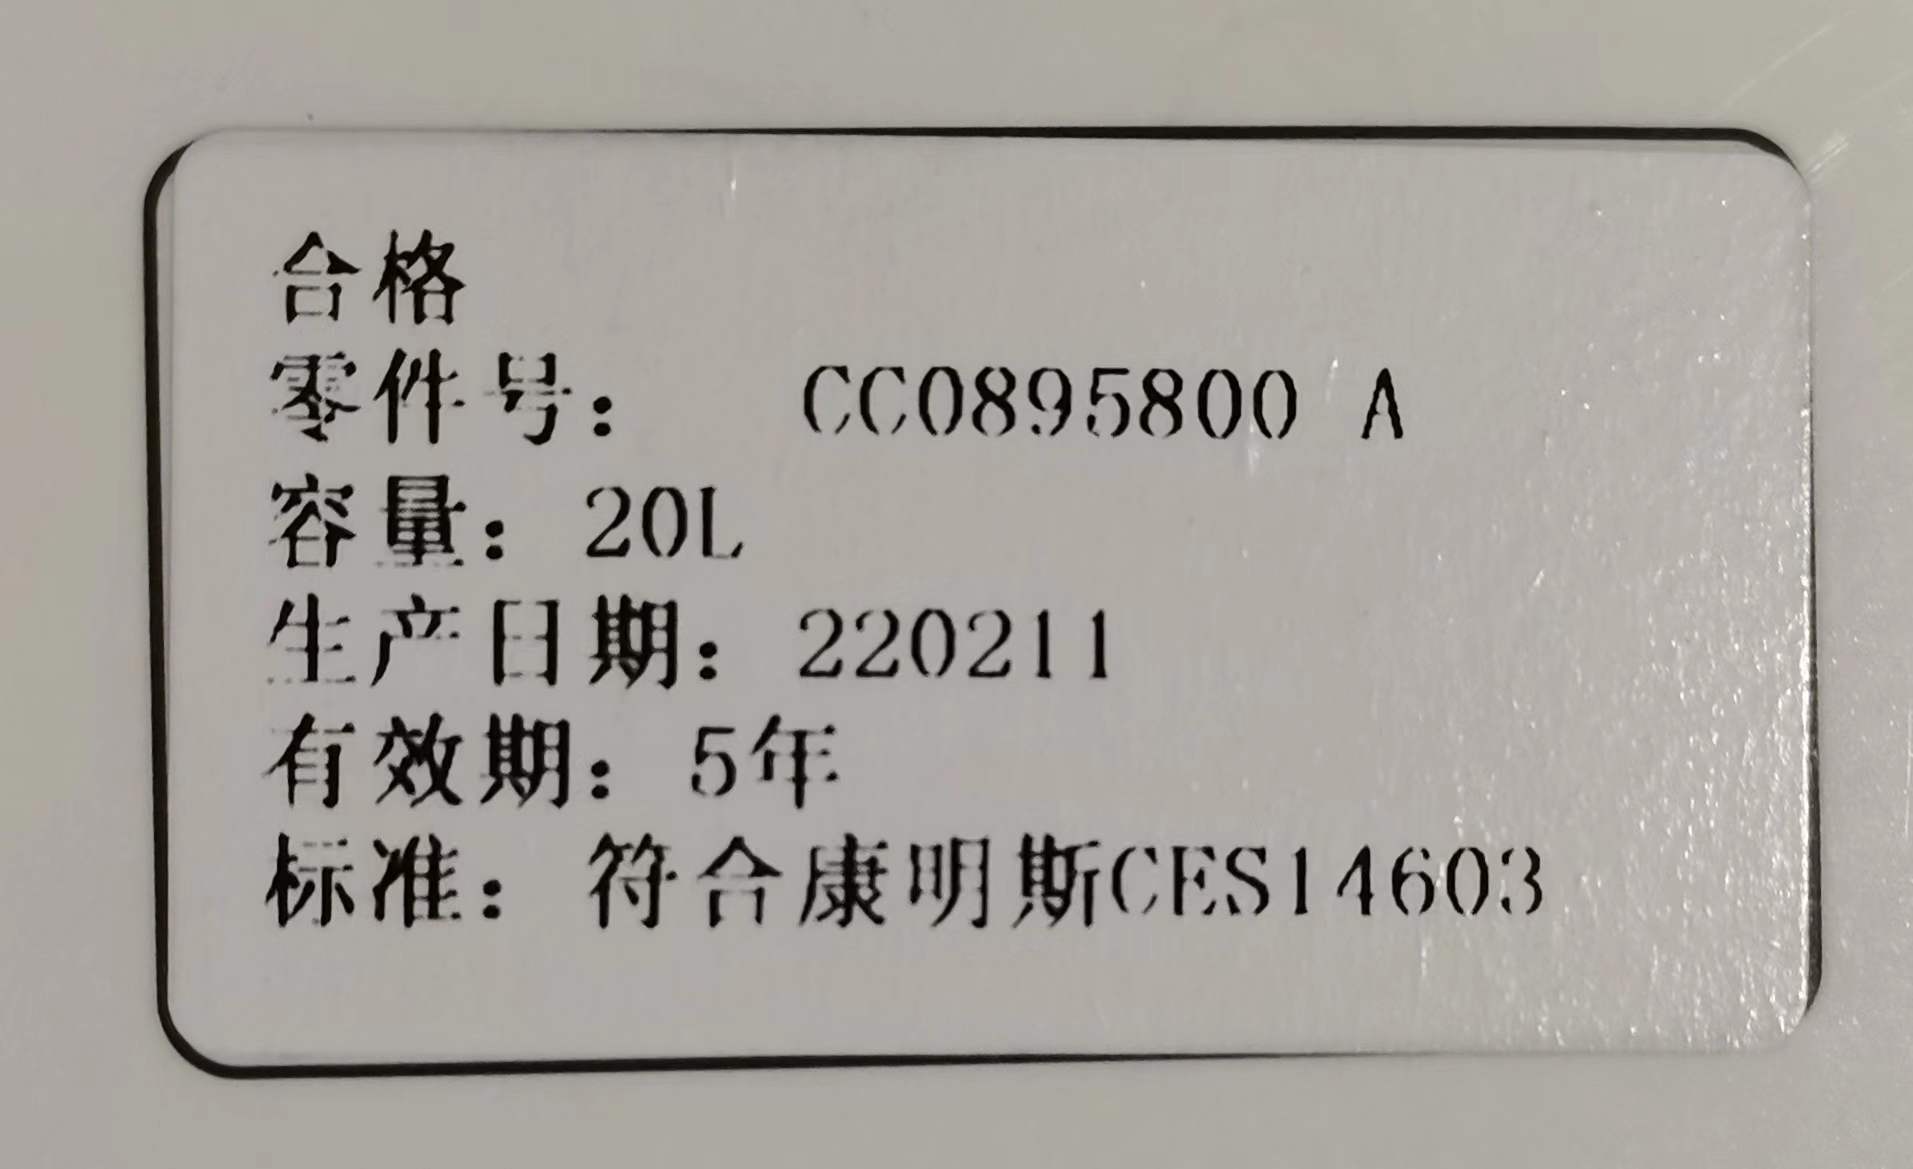 合格
零件号： CC0895800 A
容量：20L
生产日期：220211
有效期：5年
标准：符合康明斯CES14603